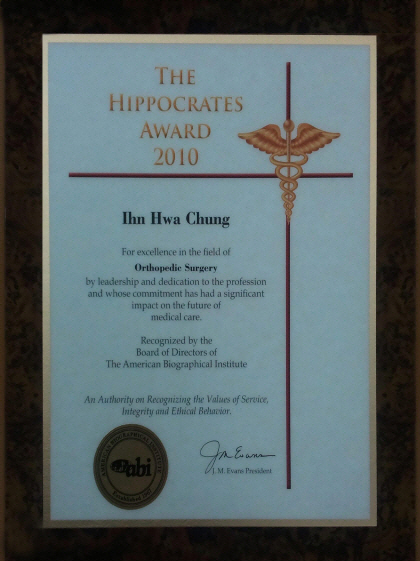 THE
HIPPOCRATES
AWARD
2010
Ihn Hwa Chung
For excellence in the field of
Orthopedic Surgery
by leadership and dedication to the profession
and whose commitment has had a significant
impact on the future of
medical care.
Recognized by the
Board of Directors of
The American Biographical Institute
An Authority on Recognizing the Values of Service,
Integrity and Ethical Behavior.
abi
J.M. Evans
J. M. Evans President